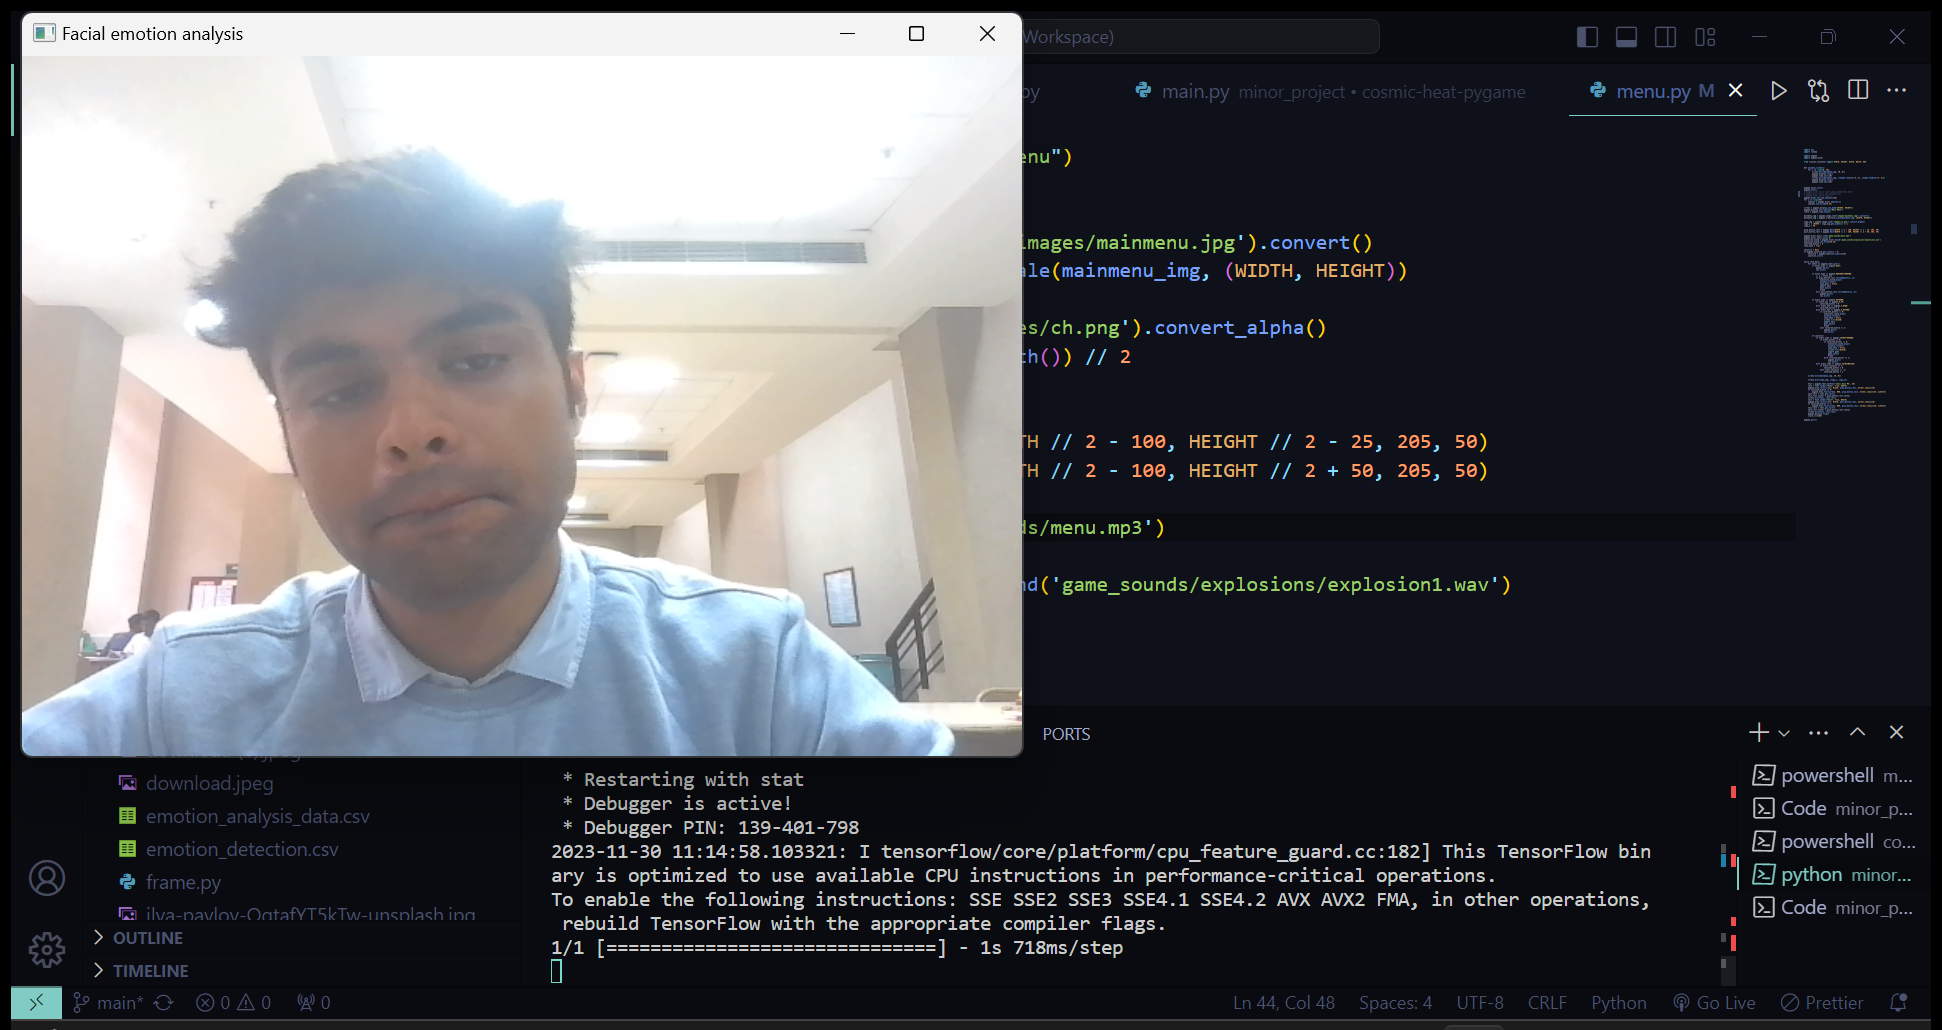 Facial emotion analysis
Workspace)
py
main.py minor_project • cosmic-heat-pygame
menu.py M
enu")
images/mainmenu.jpg').convert()
ale(mainmenu_img, (WIDTH, HEIGHT))
es/ch.png').convert_alpha()
th()) // 2
TH // 2 - 100, HEIGHT // 2 - 25, 205, 50)
TH // 2 - 100, HEIGHT // 2 + 50, 205, 50)
ds/menu.mp3')
nd('game_sounds/explosions/explosion1.wav')
PORTS
download.jpeg
emotion_analysis_data.csv
emotion_detection.csv
frame.py
ilya-pavlov-OqtafYT5kTw-unsplash.jpg
OUTLINE
TIMELINE
* Restarting with stat
* Debugger is active!
* Debugger PIN: 139-401-798
2023-11-30 11:14:58.103321: I tensorflow/core/platform/cpu_feature_guard.cc:182] This TensorFlow bin
ary is optimized to use available CPU instructions in performance-critical operations.
To enable the following instructions: SSE SSE2 SSE3 SSE4.1 SSE4.2 AVX AVX2 FMA, in other operations,
rebuild TensorFlow with the appropriate compiler flags.
1/1 [==============================] - 1s 718ms/step
powershell m...
Code minor_p...
powershell co...
python minor...
Code minor_p...
main* 0 0 0
Ln 44, Col 48 Spaces: 4 UTF-8 CRLF Python Go Live Prettier